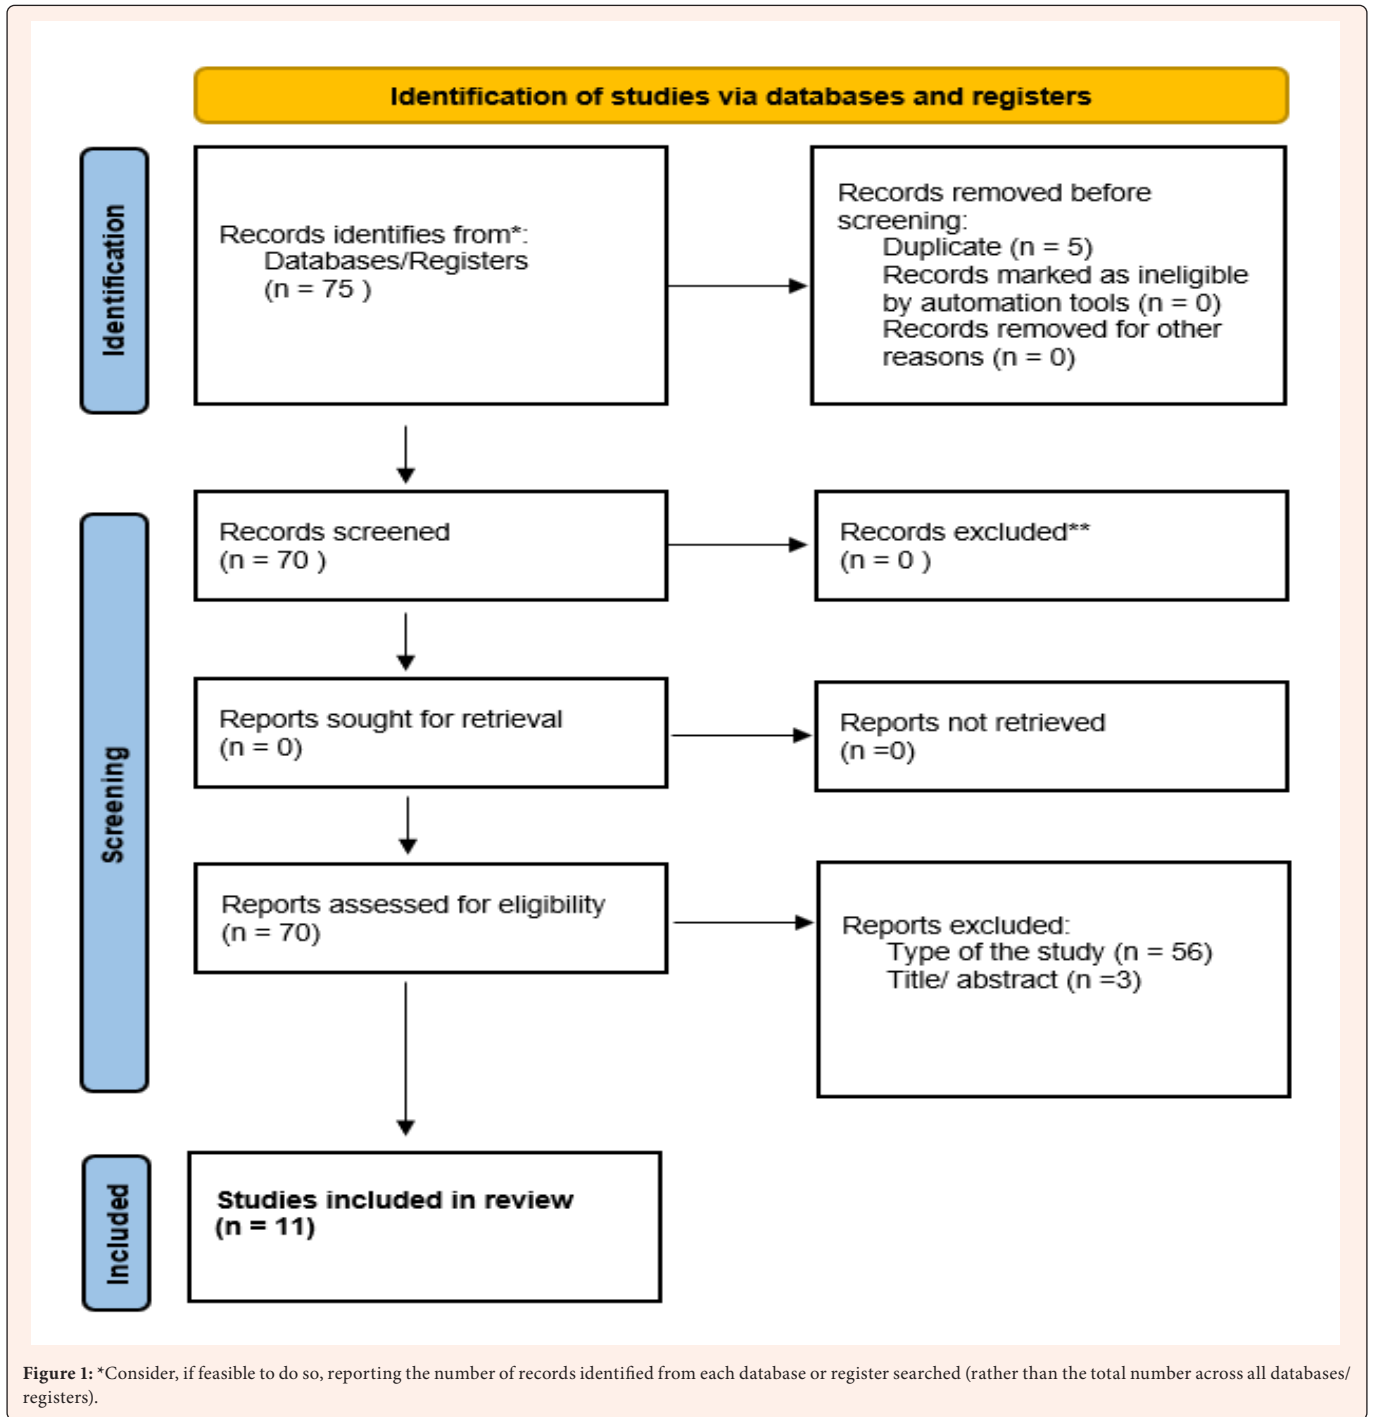 Identification of studies via databases and registers
Identification
Records identifies from*:
Databases/Registers
(n = 75 )
Records removed before
screening:
Duplicate (n = 5)
Records marked as ineligible
by automation tools (n = 0)
Records removed for other
reasons (n = 0)
Screening
Records screened
(n = 70 )
Records excluded**
(n = 0 )
Reports sought for retrieval
(n = 0)
Reports not retrieved
(n =0)
Reports assessed for eligibility
(n = 70)
Reports excluded:
Type of the study (n = 56)
Title/ abstract (n =3)
Included
Studies included in review
(n = 11)
Figure 1: *Consider, if feasible to do so, reporting the number of records identified from each database or register searched (rather than the total number across all databases/
registers).